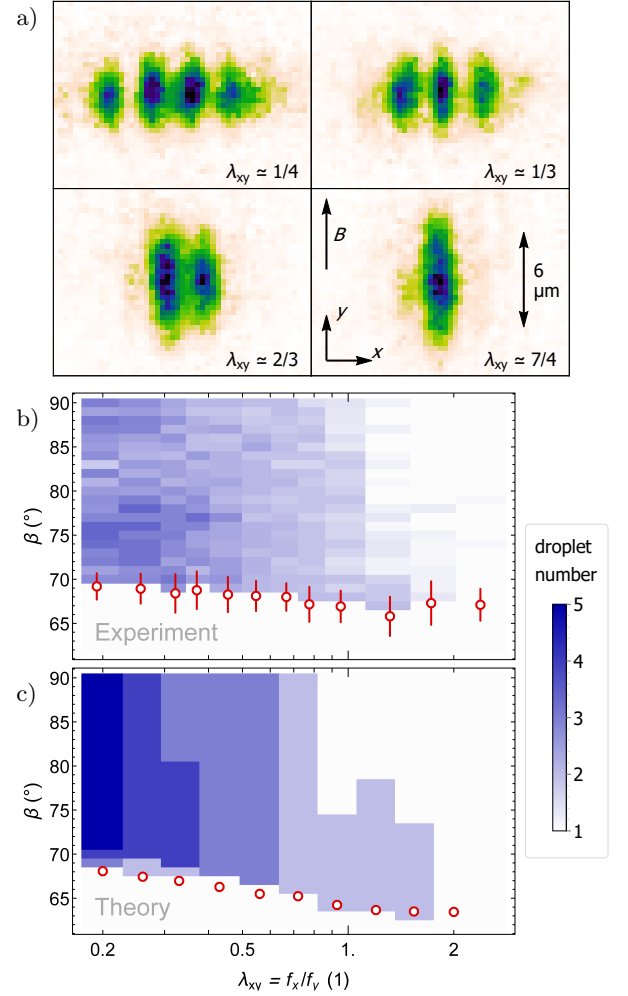 a)
λxy ≃ 1/4
λxy ≃ 1/3
B
6
μm
y
x
λxy ≃ 2/3
λxy ≃ 7/4
b)
90
85
80
75
70
65
β (°)
Experiment
droplet
number
5
4
3
2
1
c)
90
85
80
75
70
65
β (°)
Theory
0.2
0.5
1.
2
λxy = fx/fy (1)